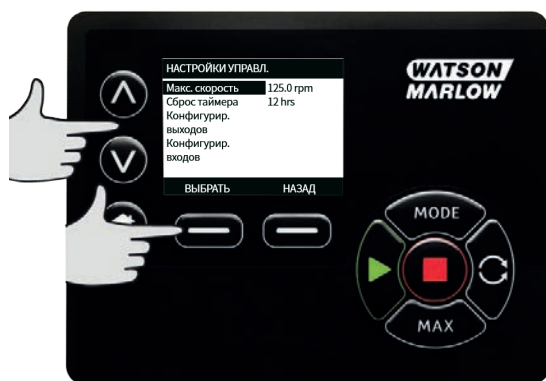 НАСТРОЙКИ УПРАВЛ.
Макс. скорость 125.0 rpm
Сброс таймера 12 hrs
Конфигурир.
выходов
Конфигурир.
входов
ВЫБРАТЬ НАЗАД
WATSON
MARLOW
MODE
MAX